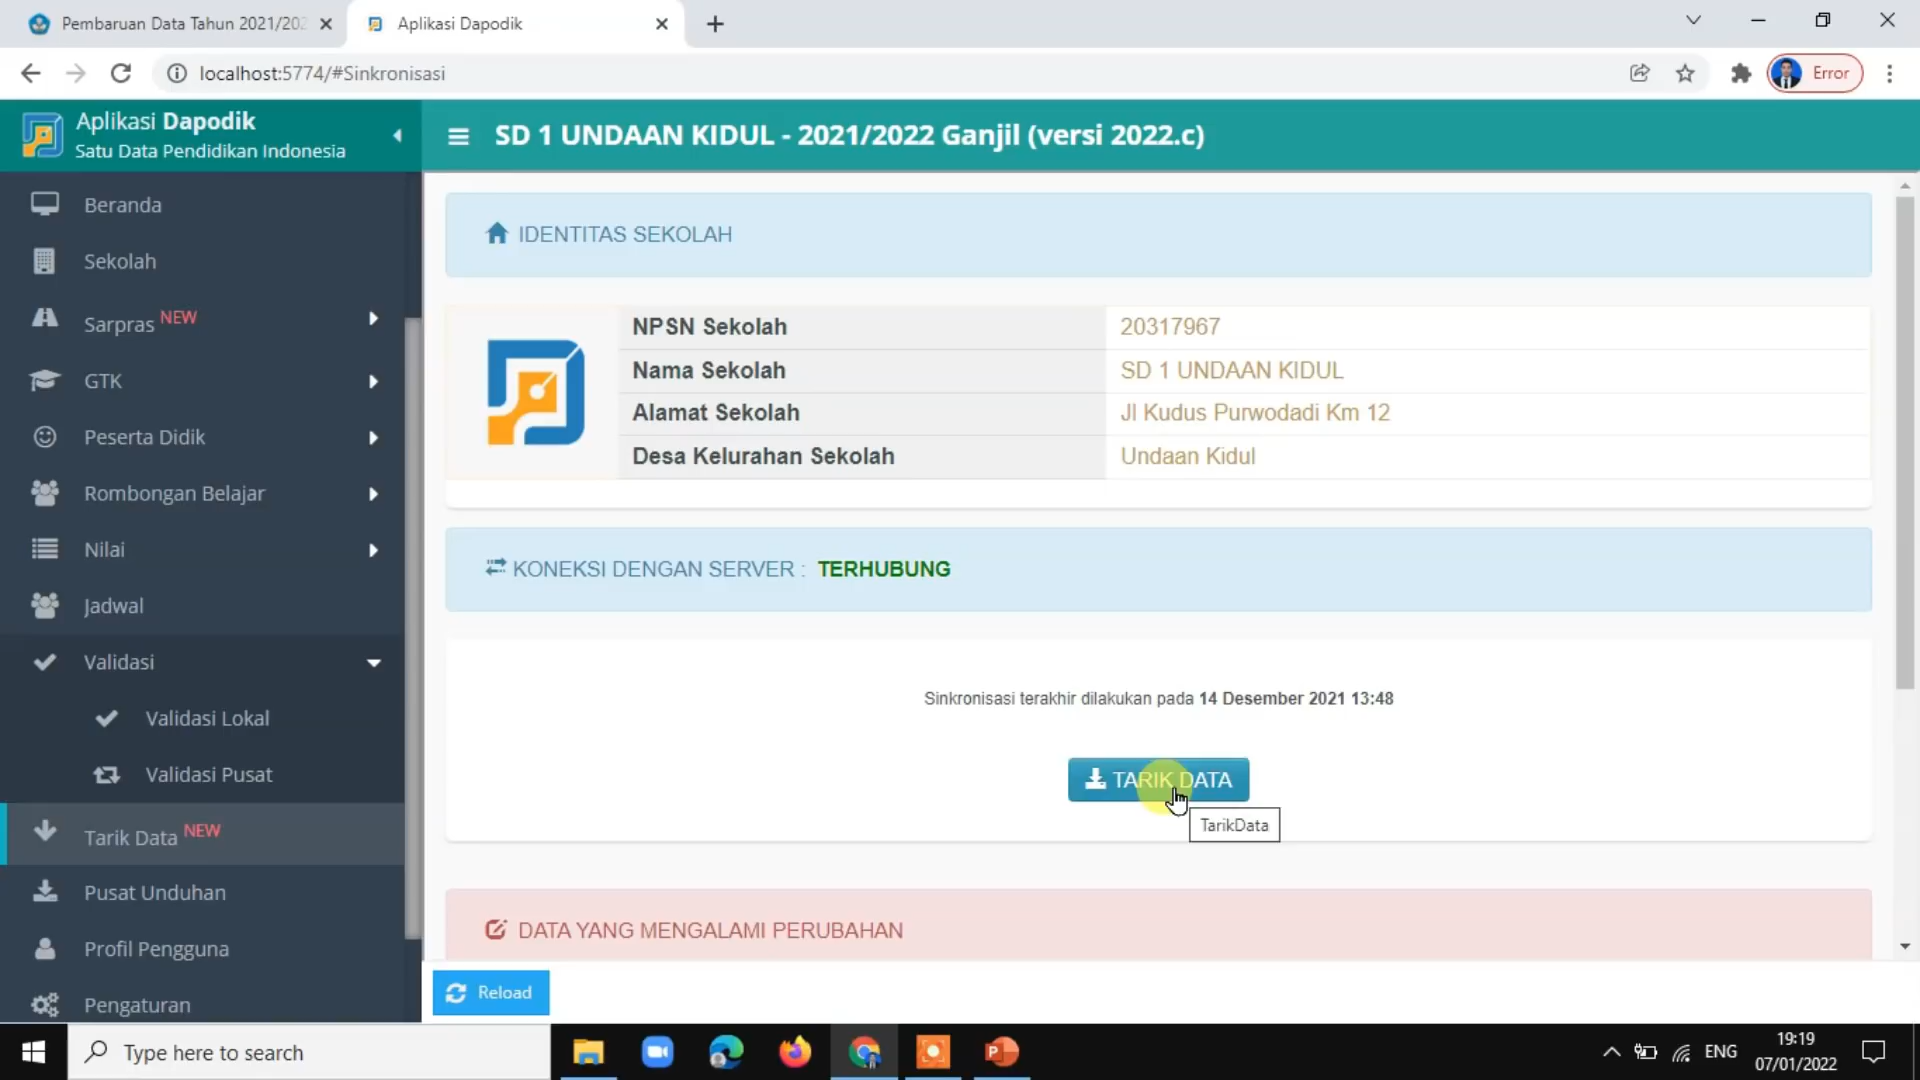 Pembaruan Data Tahun 2021/202
Aplikasi Dapodik
localhost:5774/#Sinkronisasi
Error
Aplikasi Dapodik
Satu Data Pendidikan Indonesia
SD 1 UNDAAN KIDUL - 2021/2022 Ganjil (versi 2022.c)
Beranda
Sekolah
Sarpras NEW
GTK
Peserta Didik
Rombongan Belajar
Nilai
Jadwal
Validasi
Validasi Lokal
Validasi Pusat
Tarik Data NEW
Pusat Unduhan
Profil Pengguna
Pengaturan
IDENTITAS SEKOLAH
NPSN Sekolah 20317967
Nama Sekolah SD 1 UNDAAN KIDUL
Alamat Sekolah Jl Kudus Purwodadi Km 12
Desa Kelurahan Sekolah Undaan Kidul
KONEKSI DENGAN SERVER : TERHUBUNG
Sinkronisasi terakhir dilakukan pada 14 Desember 2021 13:48
TARIK DATA
TarikData
DATA YANG MENGALAMI PERUBAHAN
Reload
Type here to search
ENG
19:19
07/01/2022